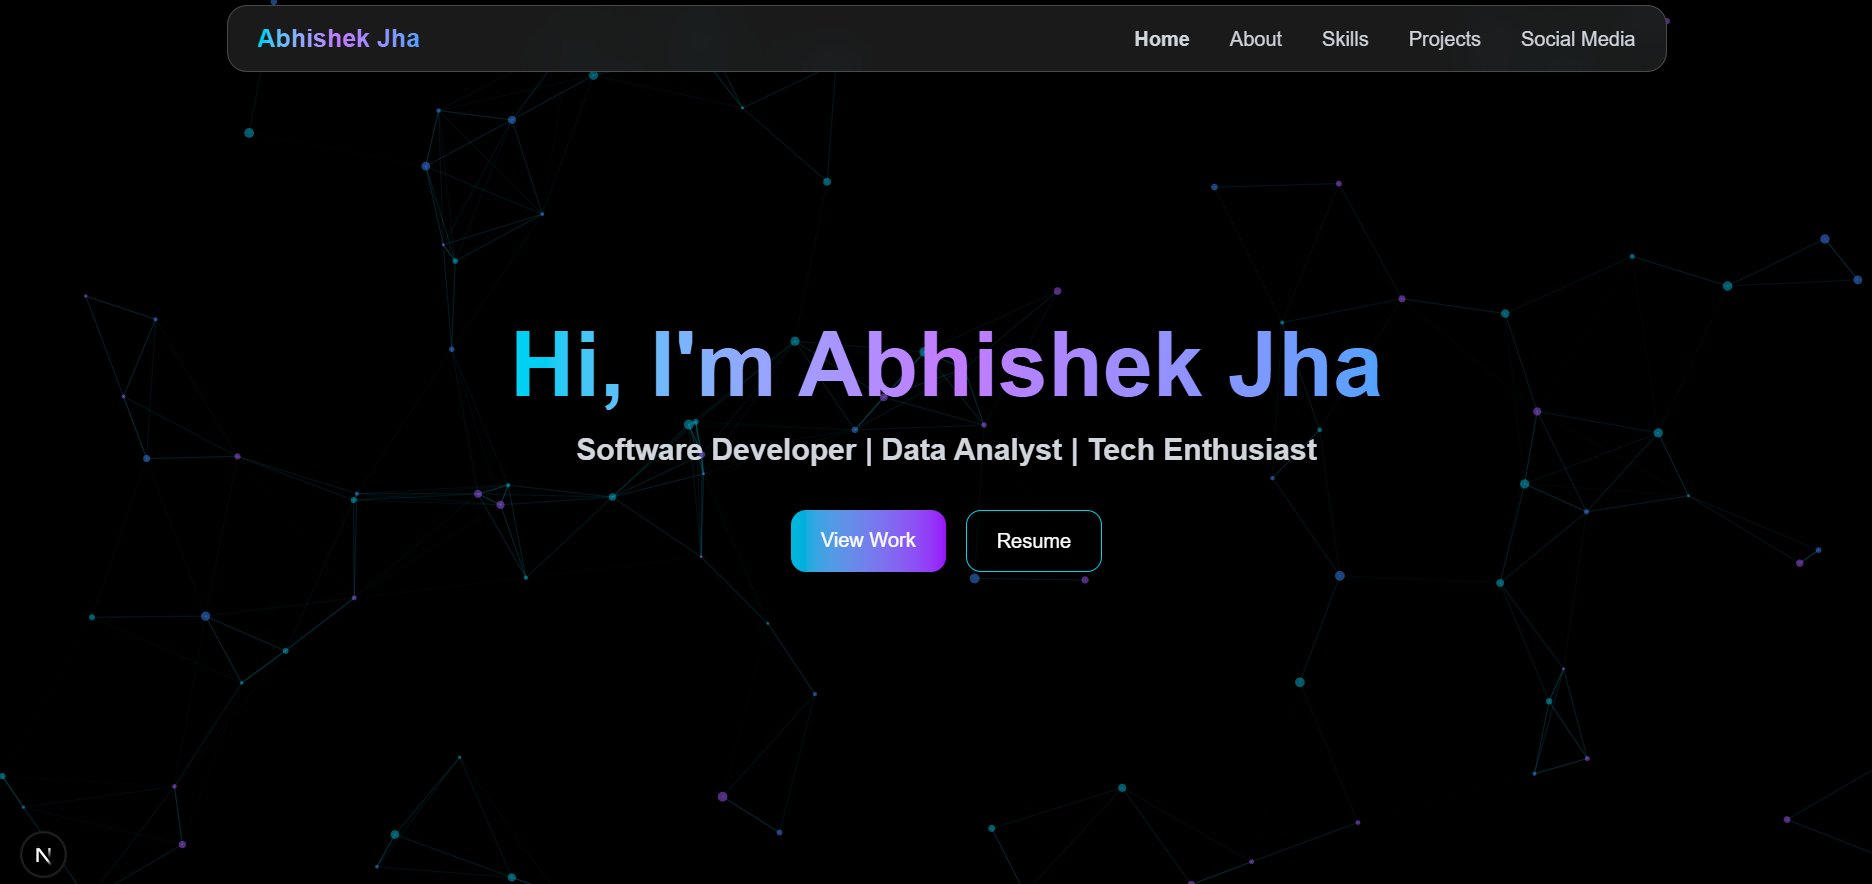 Abhishek Jha
Home About Skills Projects Social Media
Hi, I'm Abhishek Jha
Software Developer | Data Analyst | Tech Enthusiast
View Work Resume
N